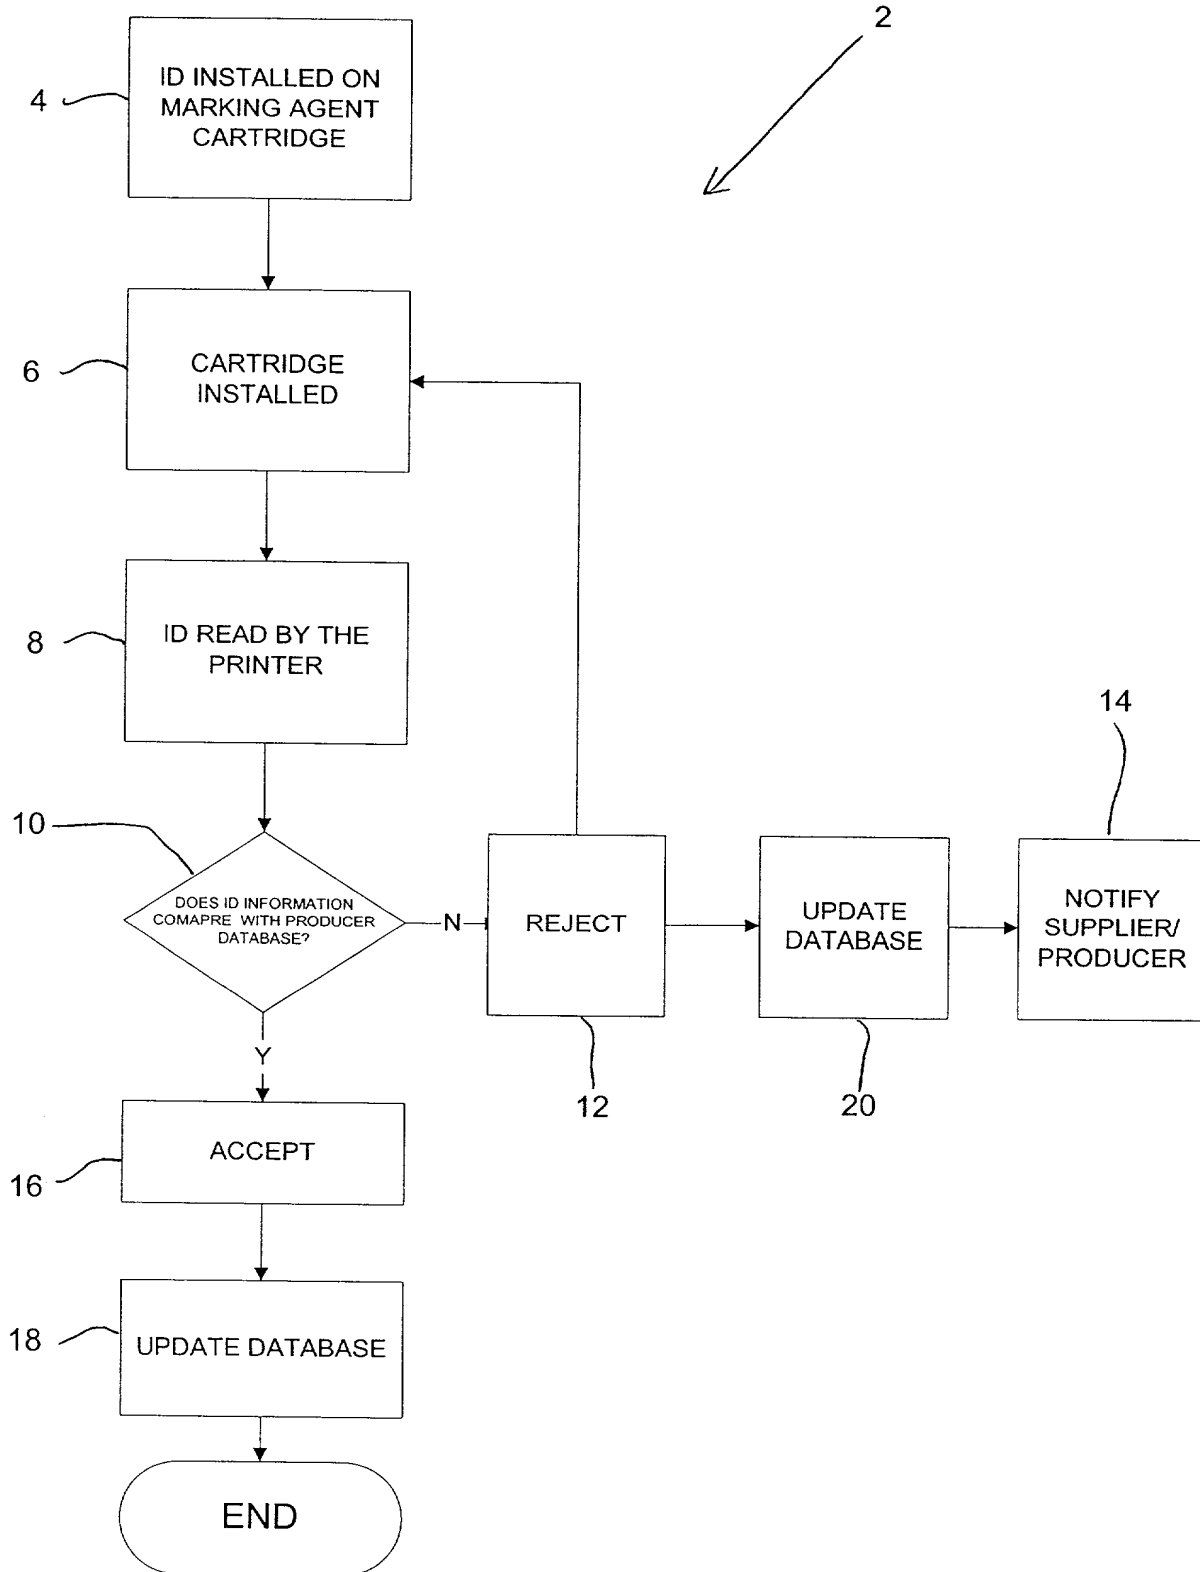 2
ID INSTALLED ON
MARKING AGENT
CARTRIDGE
4
CARTRIDGE
INSTALLED
6
ID READ BY THE
PRINTER
8
14
10
DOES ID INFORMATION
COMAPRE WITH PRODUCER
DATABASE?
N
REJECT
UPDATE
DATABASE
NOTIFY
SUPPLIER/
PRODUCER
Y
12
20
ACCEPT
16
UPDATE DATABASE
18
END